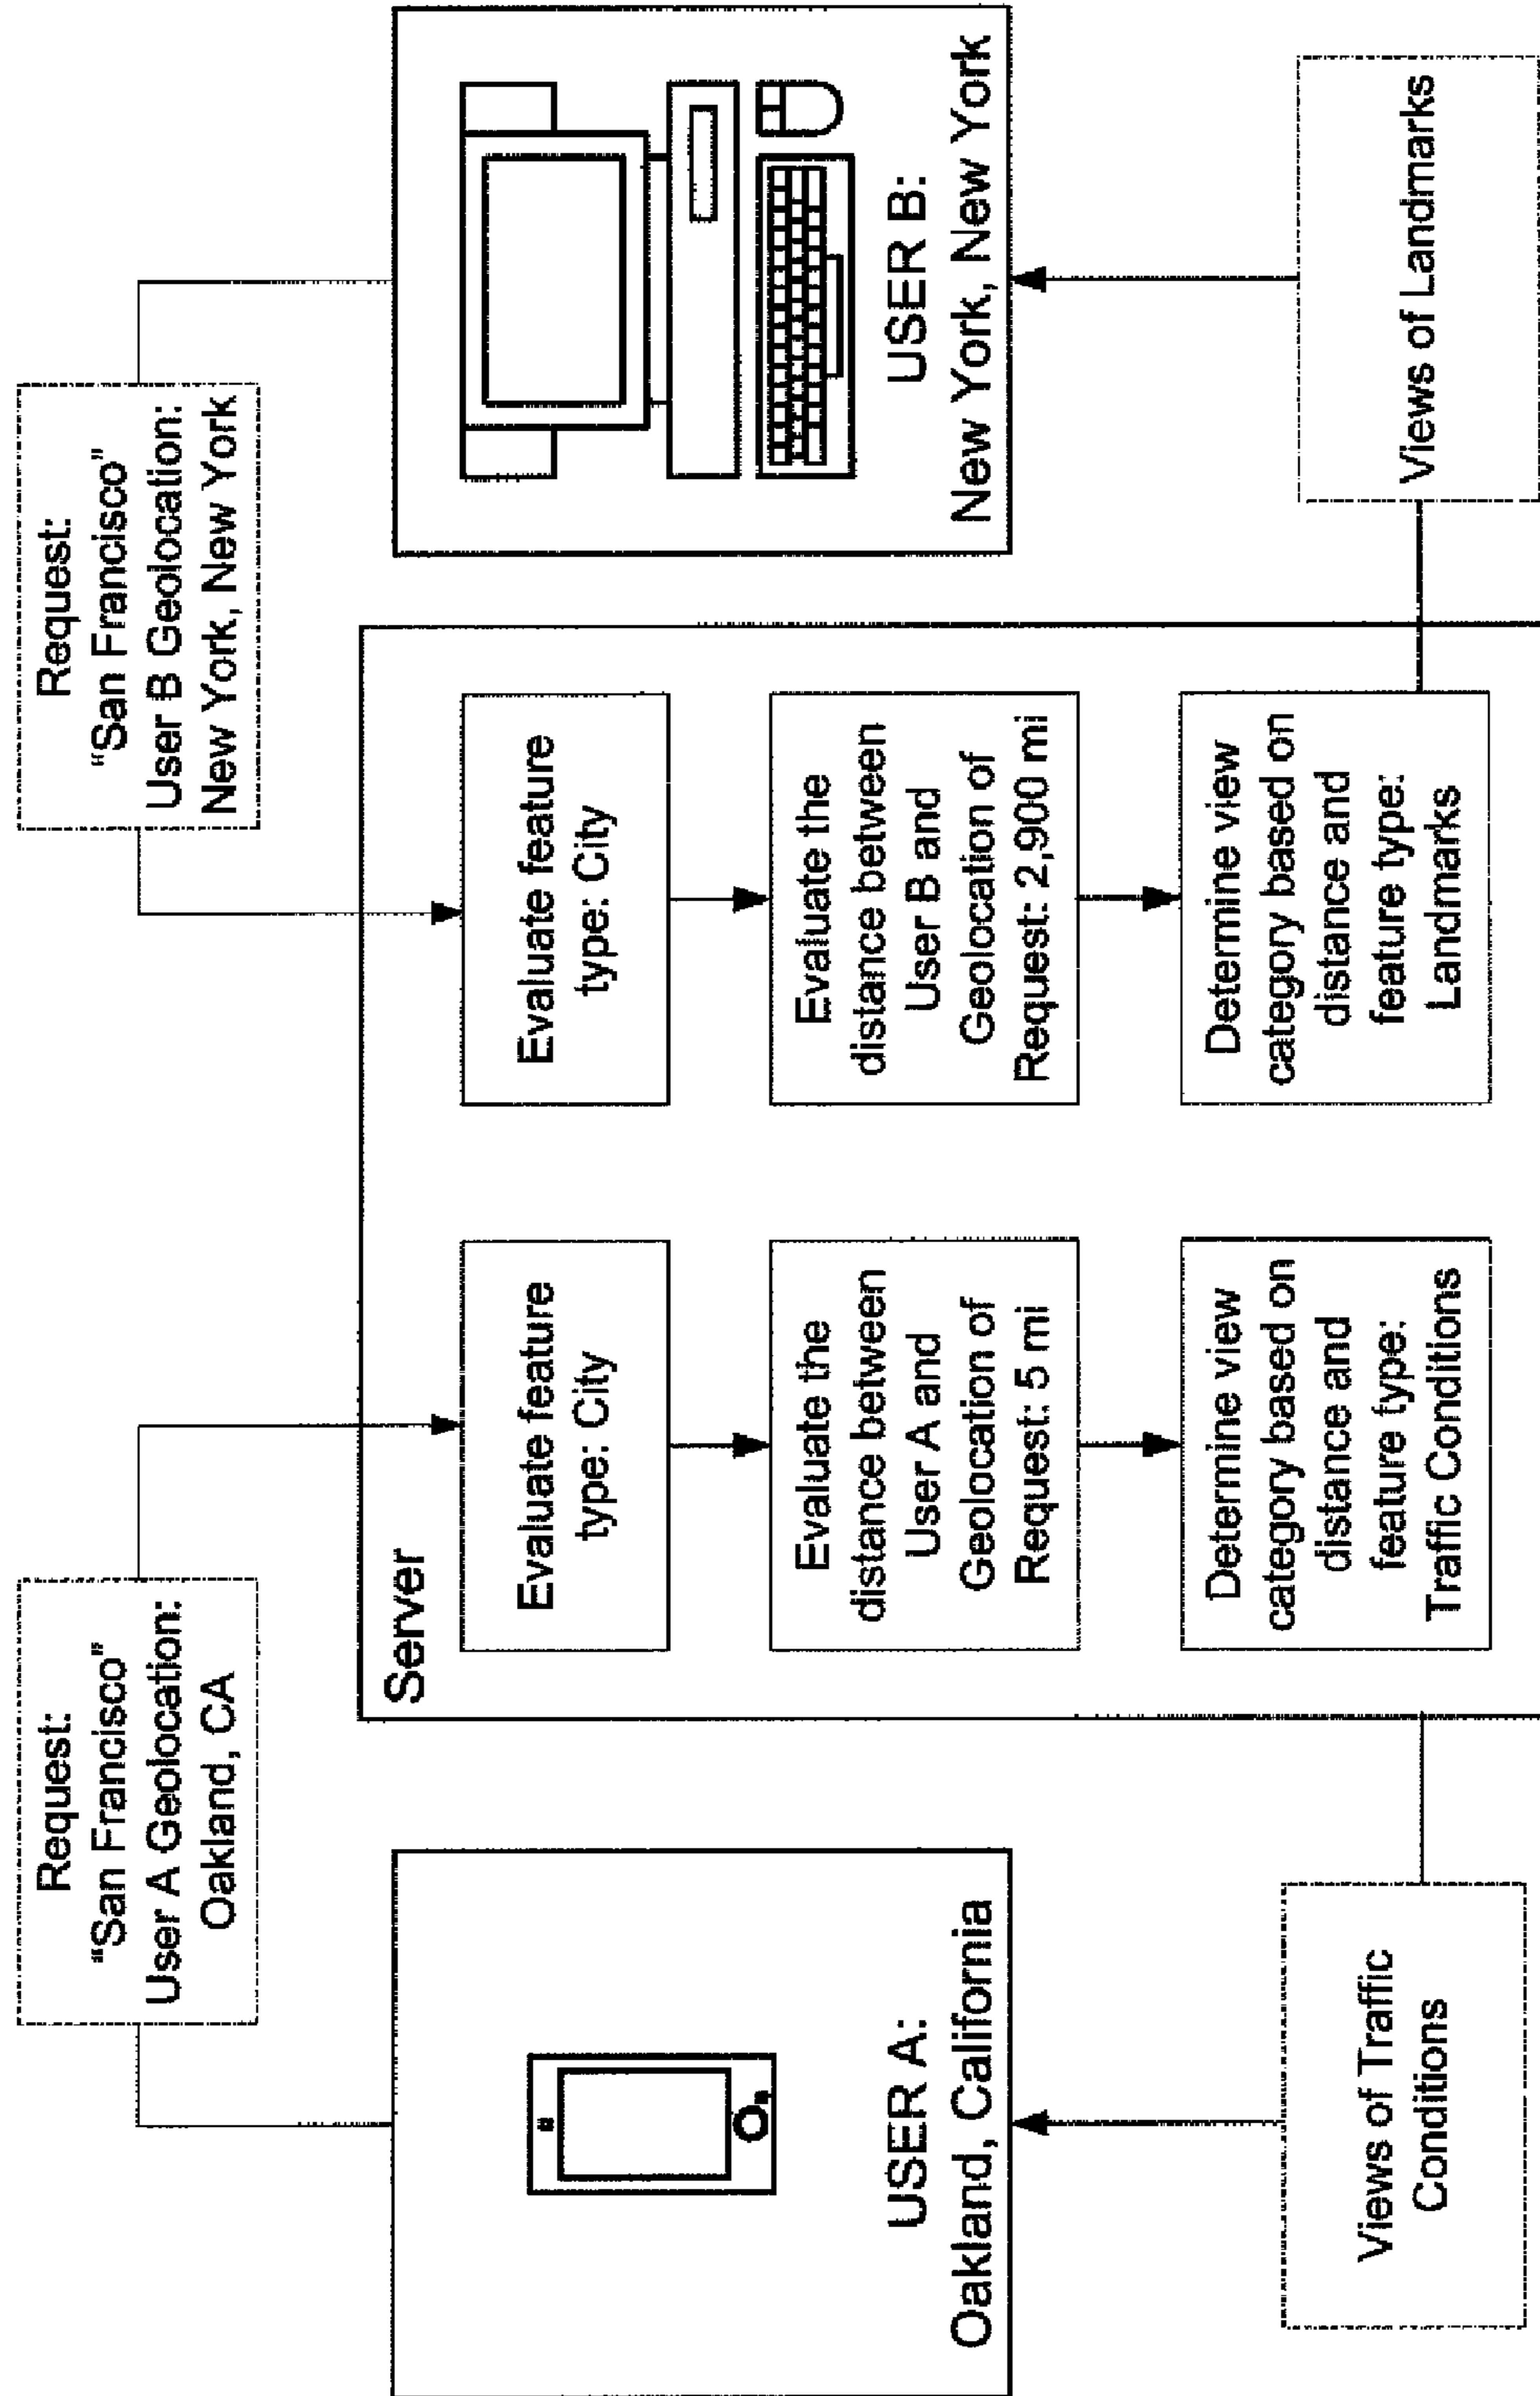 Request:
“San Francisco”
User A Geolocation:
Oakland, CA
Request:
“San Francisco”
User B Geolocation:
New York, New York
USER A:
Oakland, California
Server
Evaluate feature
type: City
Evaluate the
distance between
User A and
Geolocation of
Request: 5 mi
Determine view
category based on
distance and
feature type:
Traffic Conditions
Evaluate feature
type: City
Evaluate the
distance between
User B and
Geolocation of
Request: 2,900 mi
Determine view
category based on
distance and
feature type:
Landmarks
USER B:
New York, New York
Views of Traffic
Conditions
Views of Landmarks